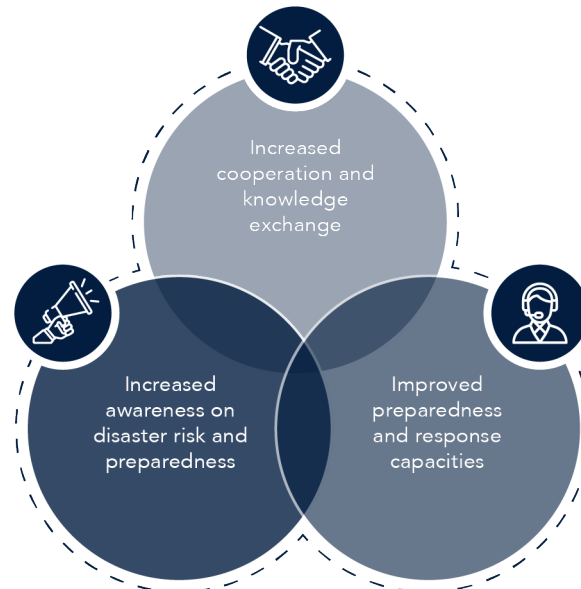 Increased
cooperation and
knowledge
exchange
Increased
awareness on
disaster risk and
preparedness
Improved
preparedness
and response
capacities